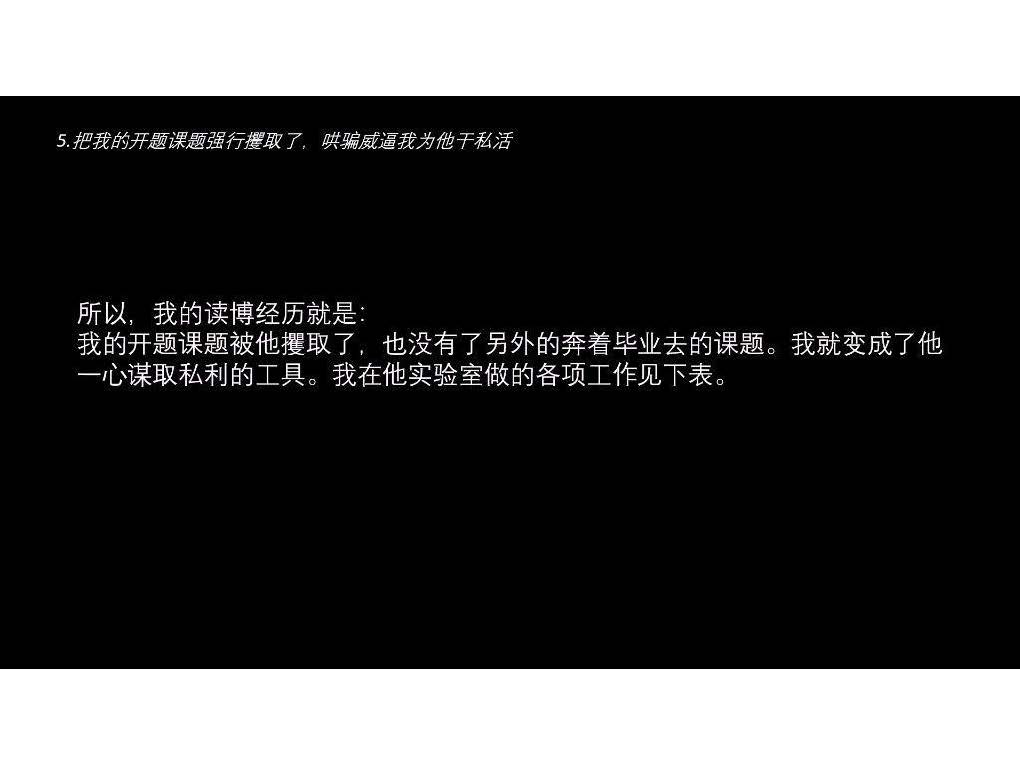 5.把我的开题课题强行攫取了，哄骗威逼我为他干私活
所以，我的读博经历就是：
我的开题课题被他攫取了，也没有了另外的奔着毕业去的课题。我就变成了他
一心谋取私利的工具。我在他实验室做的各项工作见下表。